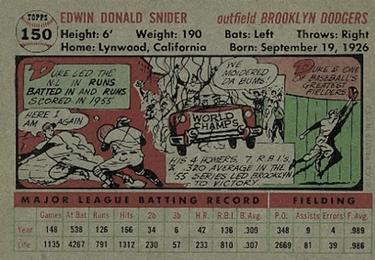 TOPPS
150
EDWIN DONALD SNIDER outfield BROOKLYN DODGERS
Height: 6' Weight: 190 Bats: Left Throws: Right
Home: Lynwood, California Born: September 19, 1926
DUKE LED THE
N.L. IN RUNS
BATTED IN AND RUNS
SCORED IN 1955
HERE I
AM AGAIN
WE
MOIDERED
DA BUMS!
WORLD
CHAMPS
HIS 4 HOMERS, 7 R.B.I.'S,
& .320 AVERAGE IN THE
'55 SERIES LED BROOKLYN
TO VICTORY.
DUKE IS ONE
OF BASEBALL'S
GREATEST
FIELDERS
MAJOR LEAGUE BATTING RECORD FIELDING
Games At Bat Runs Hits 2b 3b H.R. R.B.I. B. Avg. P.O. Assists Errors F. Avg.
Year 148 538 126 166 34 6 42 136 .309 348 9 4 .989
Life 1135 4267 791 1312 230 57 233 810 .307 2669 81 39 .986